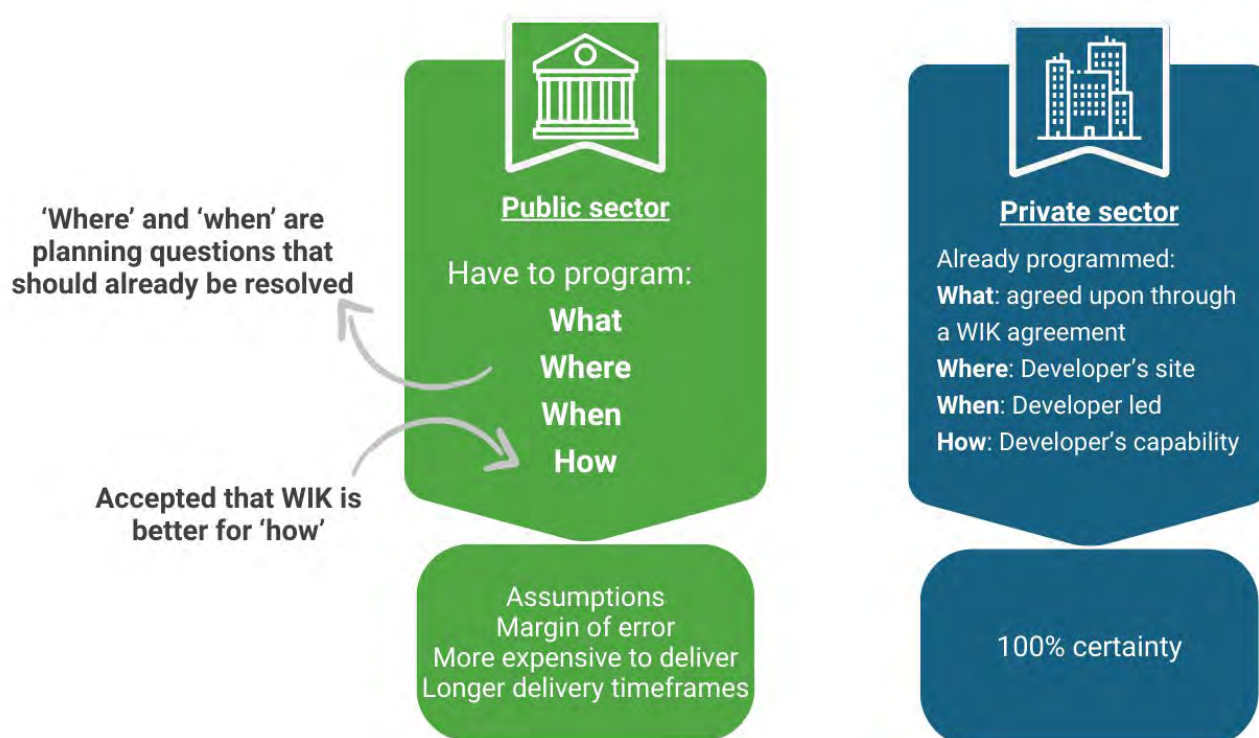 ‘Where’ and ‘when’ are
planning questions that
should already be resolved
Accepted that WIK is
better for ‘how’
Public sector
Have to program:
What
Where
When
How
Assumptions
Margin of error
More expensive to deliver
Longer delivery timeframes
Private sector
Already programmed:
What: agreed upon through
a WIK agreement
Where: Developer’s site
When: Developer led
How: Developer’s capability
100% certainty